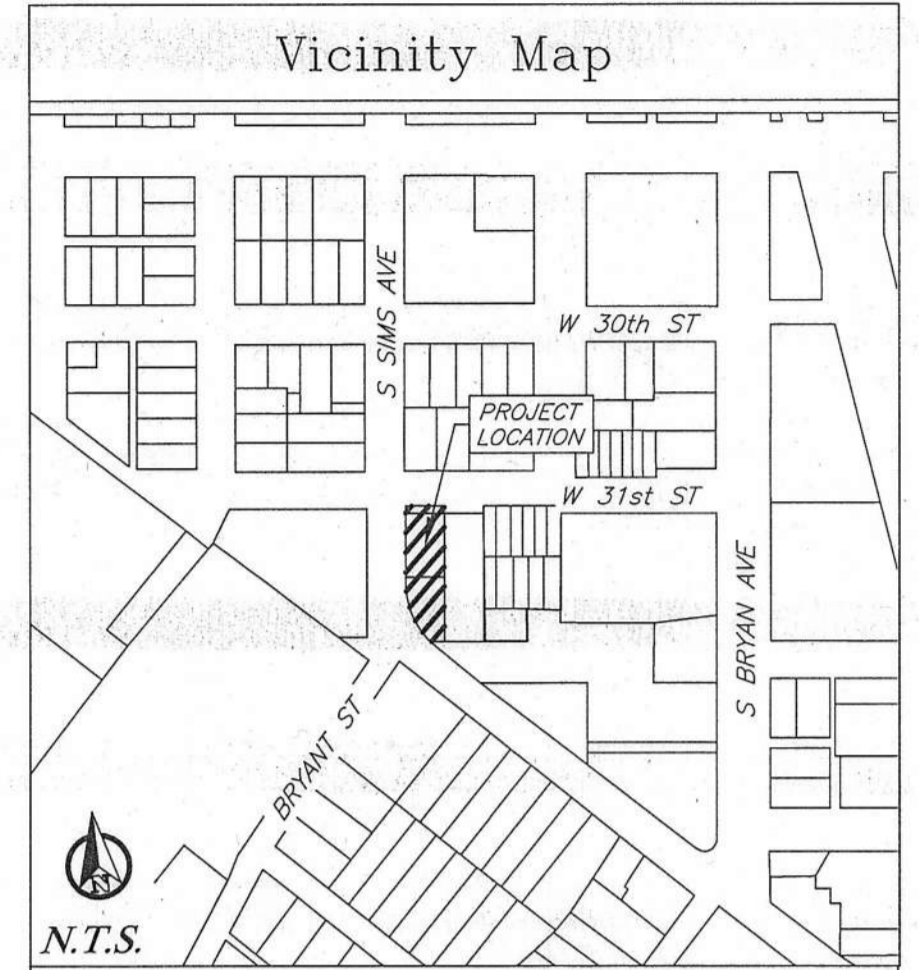 Vicinity Map
S SIMS AVE
W 30th ST
PROJECT
LOCATION
W 31st ST
S BRYAN AVE
BRYANT ST
N
N.T.S.